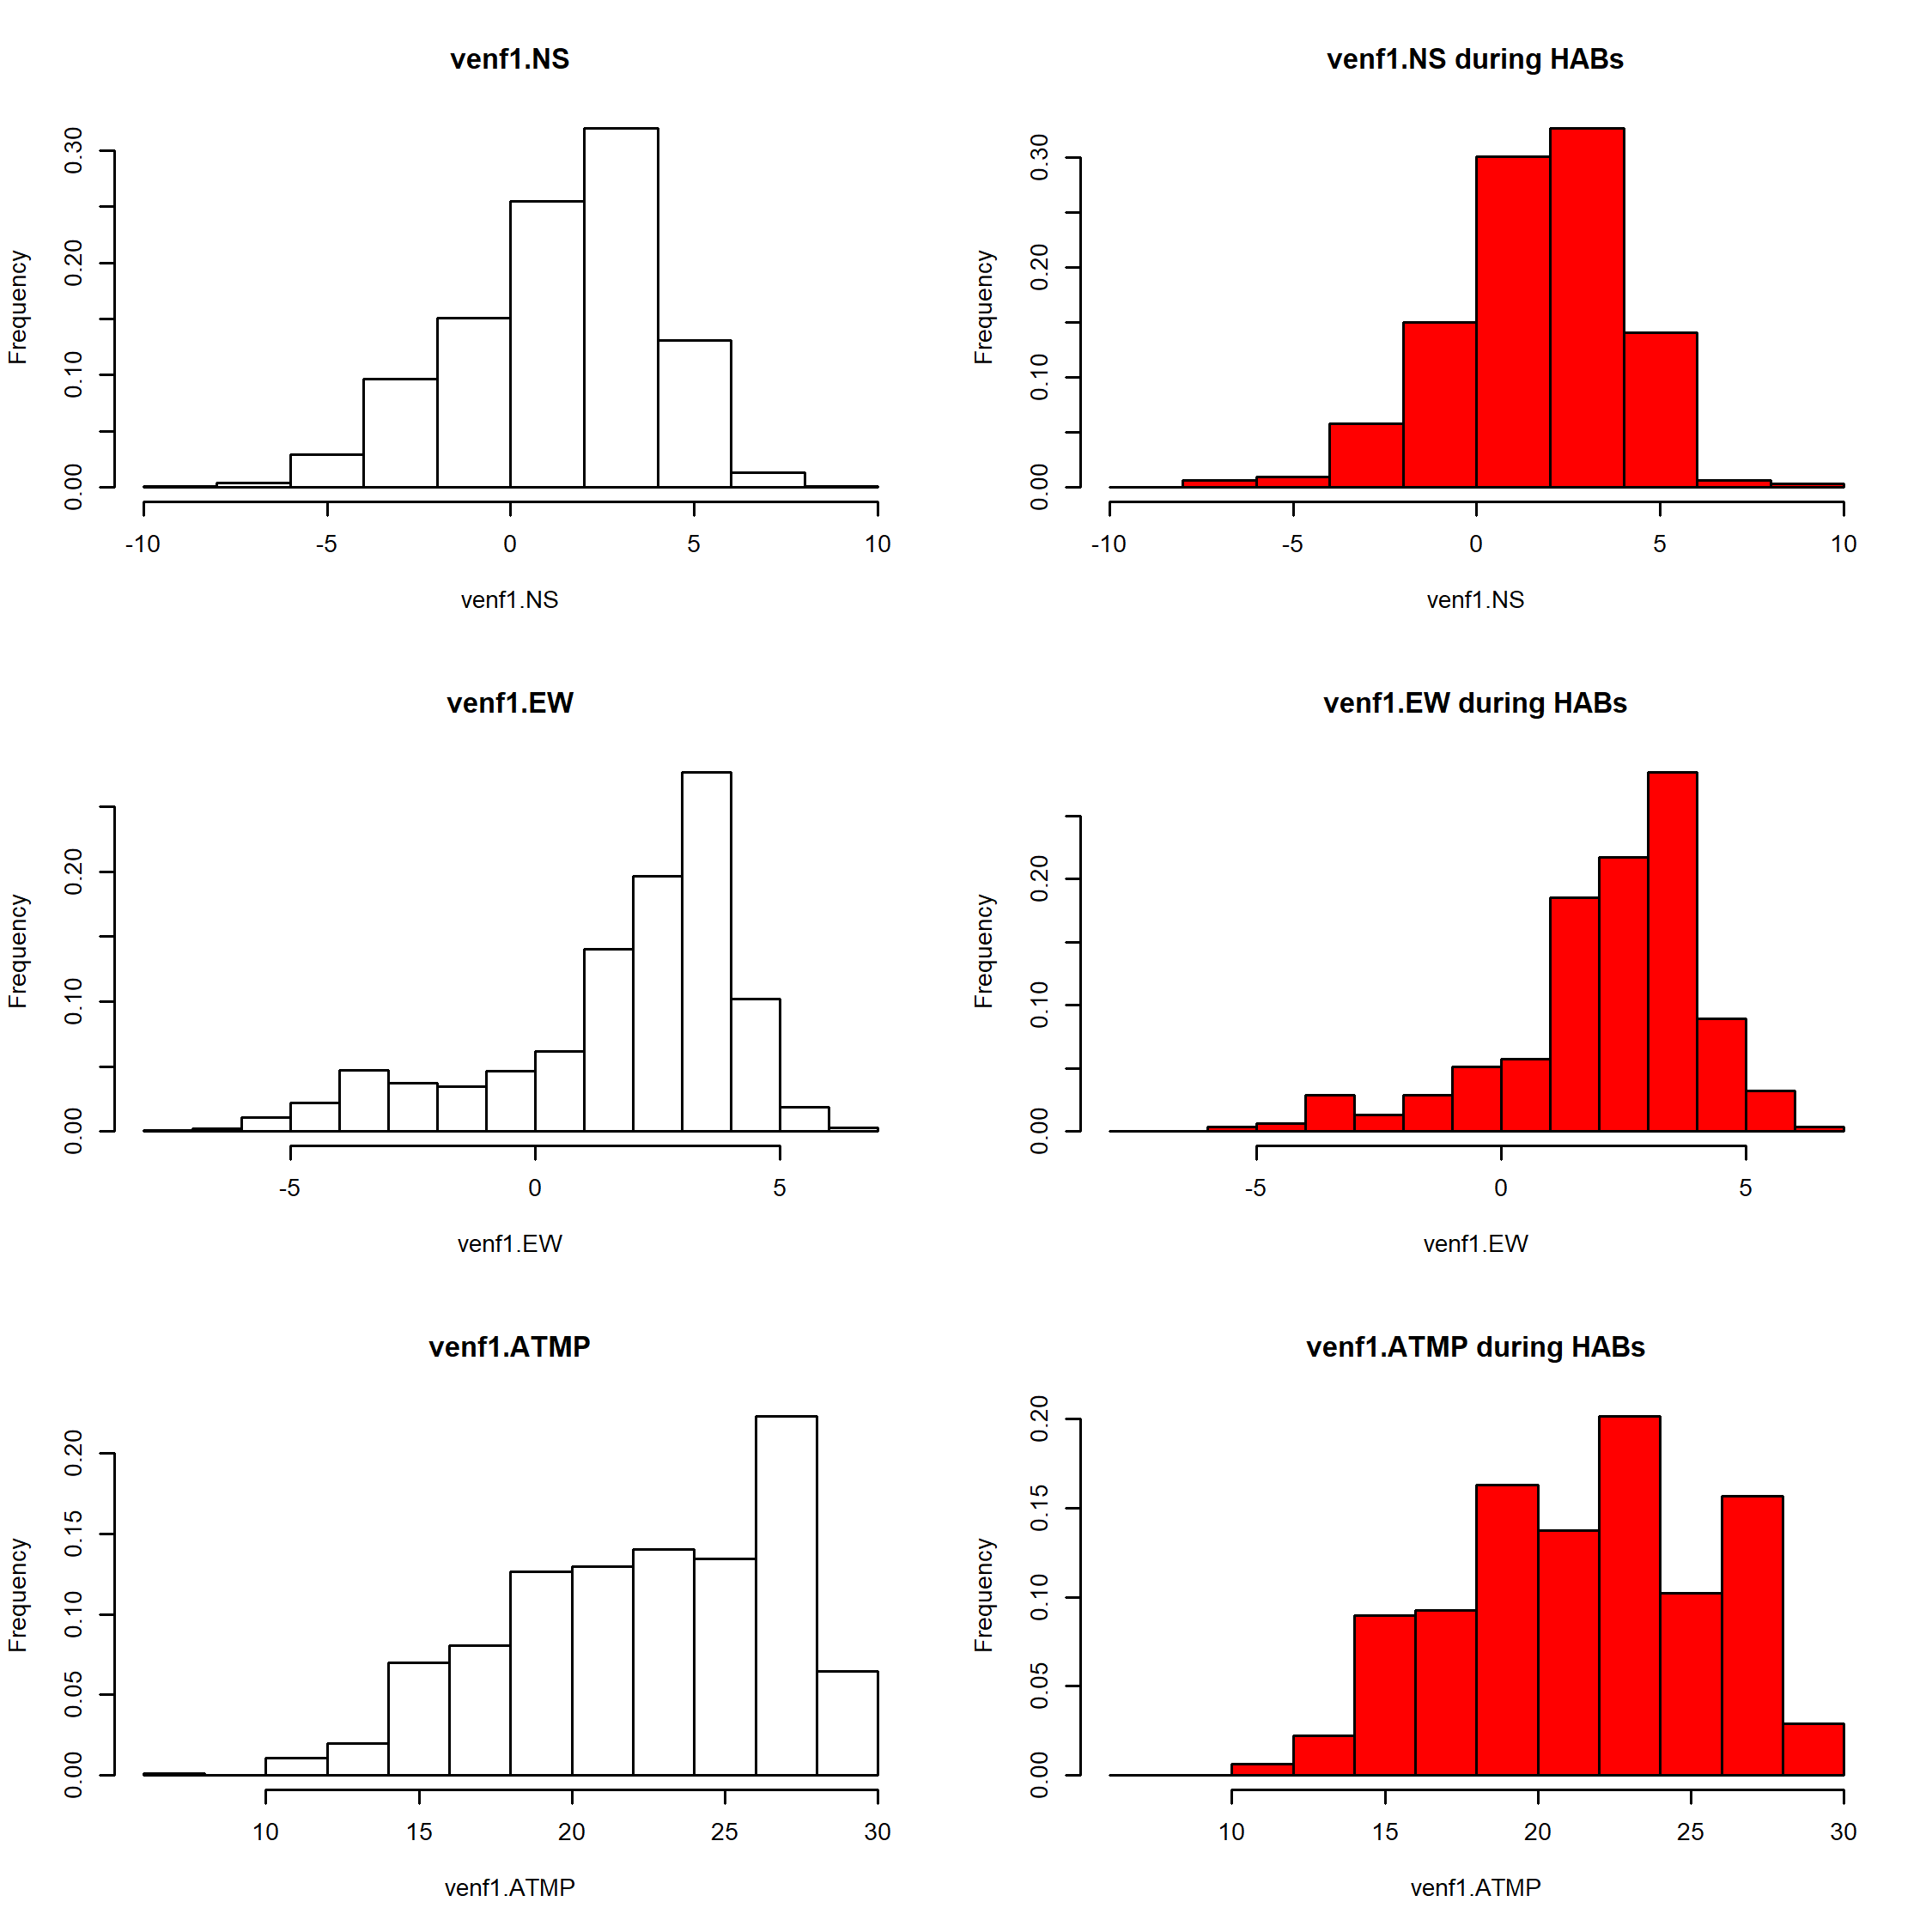 venf1.NS
venf1.NS during HABs
Frequency
0.00 0.10 0.20 0.30
-10 -5 0 5 10
venf1.NS
Frequency
0.00 0.10 0.20 0.30
-10 -5 0 5 10
venf1.NS
venf1.EW
venf1.EW during HABs
Frequency
0.00 0.10 0.20
-5 0 5
venf1.EW
Frequency
0.00 0.10 0.20
-5 0 5
venf1.EW
venf1.ATMP
venf1.ATMP during HABs
Frequency
0.00 0.05 0.10 0.15 0.20
10 15 20 25 30
venf1.ATMP
Frequency
0.00 0.05 0.10 0.15 0.20
10 15 20 25 30
venf1.ATMP